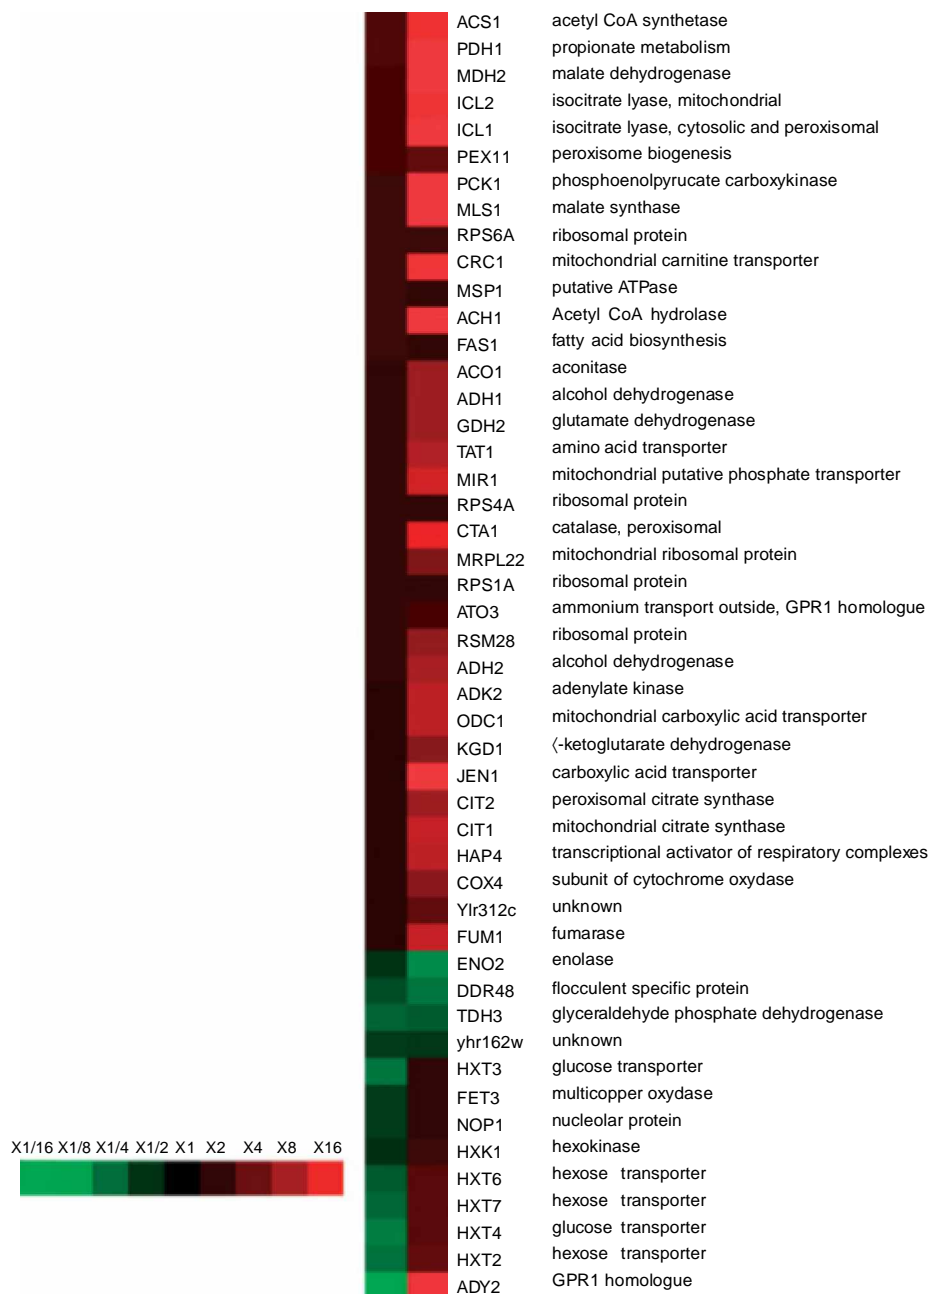 ACS1 acetyl CoA synthetase
PDH1 propionate metabolism
MDH2 malate dehydrogenase
ICL2 isocitrate lyase, mitochondrial
ICL1 isocitrate lyase, cytosolic and peroxisomal
PEX11 peroxisome biogenesis
PCK1 phosphoenolpyrucate carboxykinase
MLS1 malate synthase
RPS6A ribosomal protein
CRC1 mitochondrial carnitine transporter
MSP1 putative ATPase
ACH1 Acetyl CoA hydrolase
FAS1 fatty acid biosynthesis
ACO1 aconitase
ADH1 alcohol dehydrogenase
GDH2 glutamate dehydrogenase
TAT1 amino acid transporter
MIR1 mitochondrial putative phosphate transporter
RPS4A ribosomal protein
CTA1 catalase, peroxisomal
MRPL22 mitochondrial ribosomal protein
RPS1A ribosomal protein
ATO3 ammonium transport outside, GPR1 homologue
RSM28 ribosomal protein
ADH2 alcohol dehydrogenase
ADK2 adenylate kinase
ODC1 mitochondrial carboxylic acid transporter
KGD1 〈-ketoglutarate dehydrogenase
JEN1 carboxylic acid transporter
CIT2 peroxisomal citrate synthase
CIT1 mitochondrial citrate synthase
HAP4 transcriptional activator of respiratory complexes
COX4 subunit of cytochrome oxydase
Ylr312c unknown
FUM1 fumarase
ENO2 enolase
DDR48 flocculent specific protein
TDH3 glyceraldehyde phosphate dehydrogenase
yhr162w unknown
HXT3 glucose transporter
FET3 multicopper oxydase
NOP1 nucleolar protein
HXK1 hexokinase
HXT6 hexose transporter
HXT7 hexose transporter
HXT4 glucose transporter
HXT2 hexose transporter
ADY2 GPR1 homologue
X1/16 X1/8 X1/4 X1/2 X1 X2 X4 X8 X16